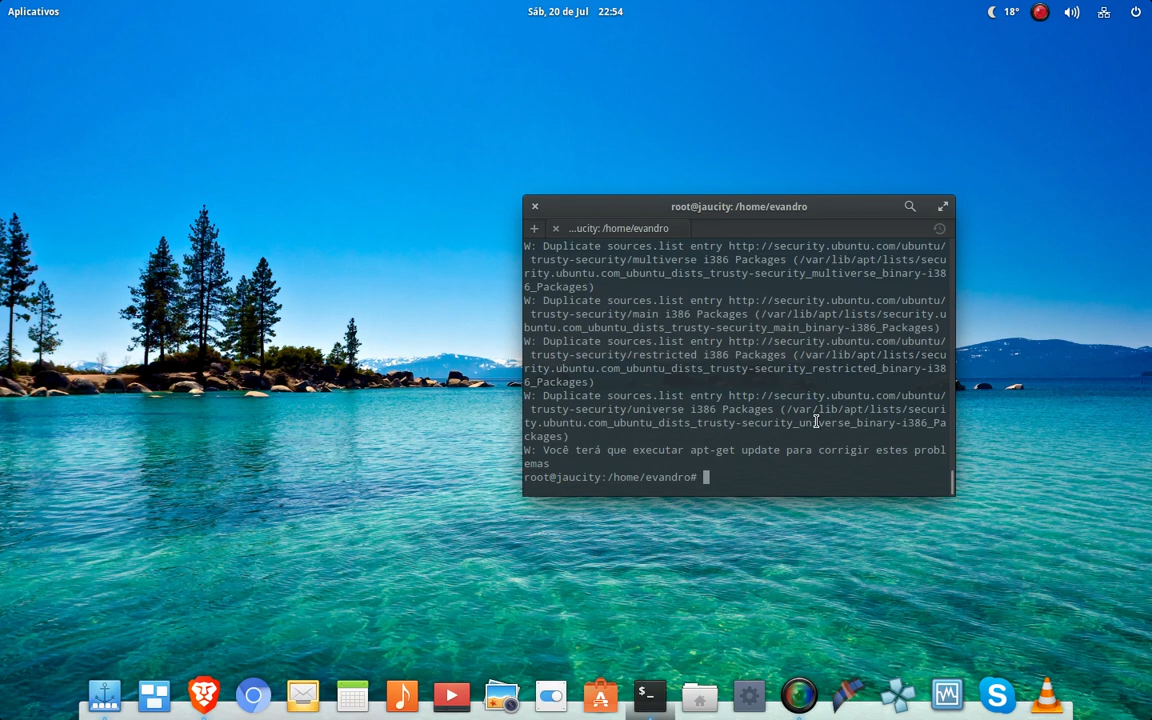 Aplicativos
Sáb, 20 de Jul 22:54
18°
root@jaucity: /home/evandro
...ucity: /home/evandro
W: Duplicate sources.list entry http://security.ubuntu.com/ubuntu/
trusty-security/multiverse i386 Packages (/var/lib/apt/lists/secu
rity.ubuntu.com_ubuntu_dists_trusty-security_multiverse_binary-i38
6_Packages)
W: Duplicate sources.list entry http://security.ubuntu.com/ubuntu/
trusty-security/main i386 Packages (/var/lib/apt/lists/security.u
buntu.com_ubuntu_dists_trusty-security_main_binary-i386_Packages)
W: Duplicate sources.list entry http://security.ubuntu.com/ubuntu/
trusty-security/restricted i386 Packages (/var/lib/apt/lists/secu
rity.ubuntu.com_ubuntu_dists_trusty-security_restricted_binary-i38
6_Packages)
W: Duplicate sources.list entry http://security.ubuntu.com/ubuntu/
trusty-security/universe i386 Packages (/var/lib/apt/lists/securi
ty.ubuntu.com_ubuntu_dists_trusty-security_universe_binary-i386_Pa
ckages)
W: Você terá que executar apt-get update para corrigir estes probl
emas
root@jaucity:/home/evandro#